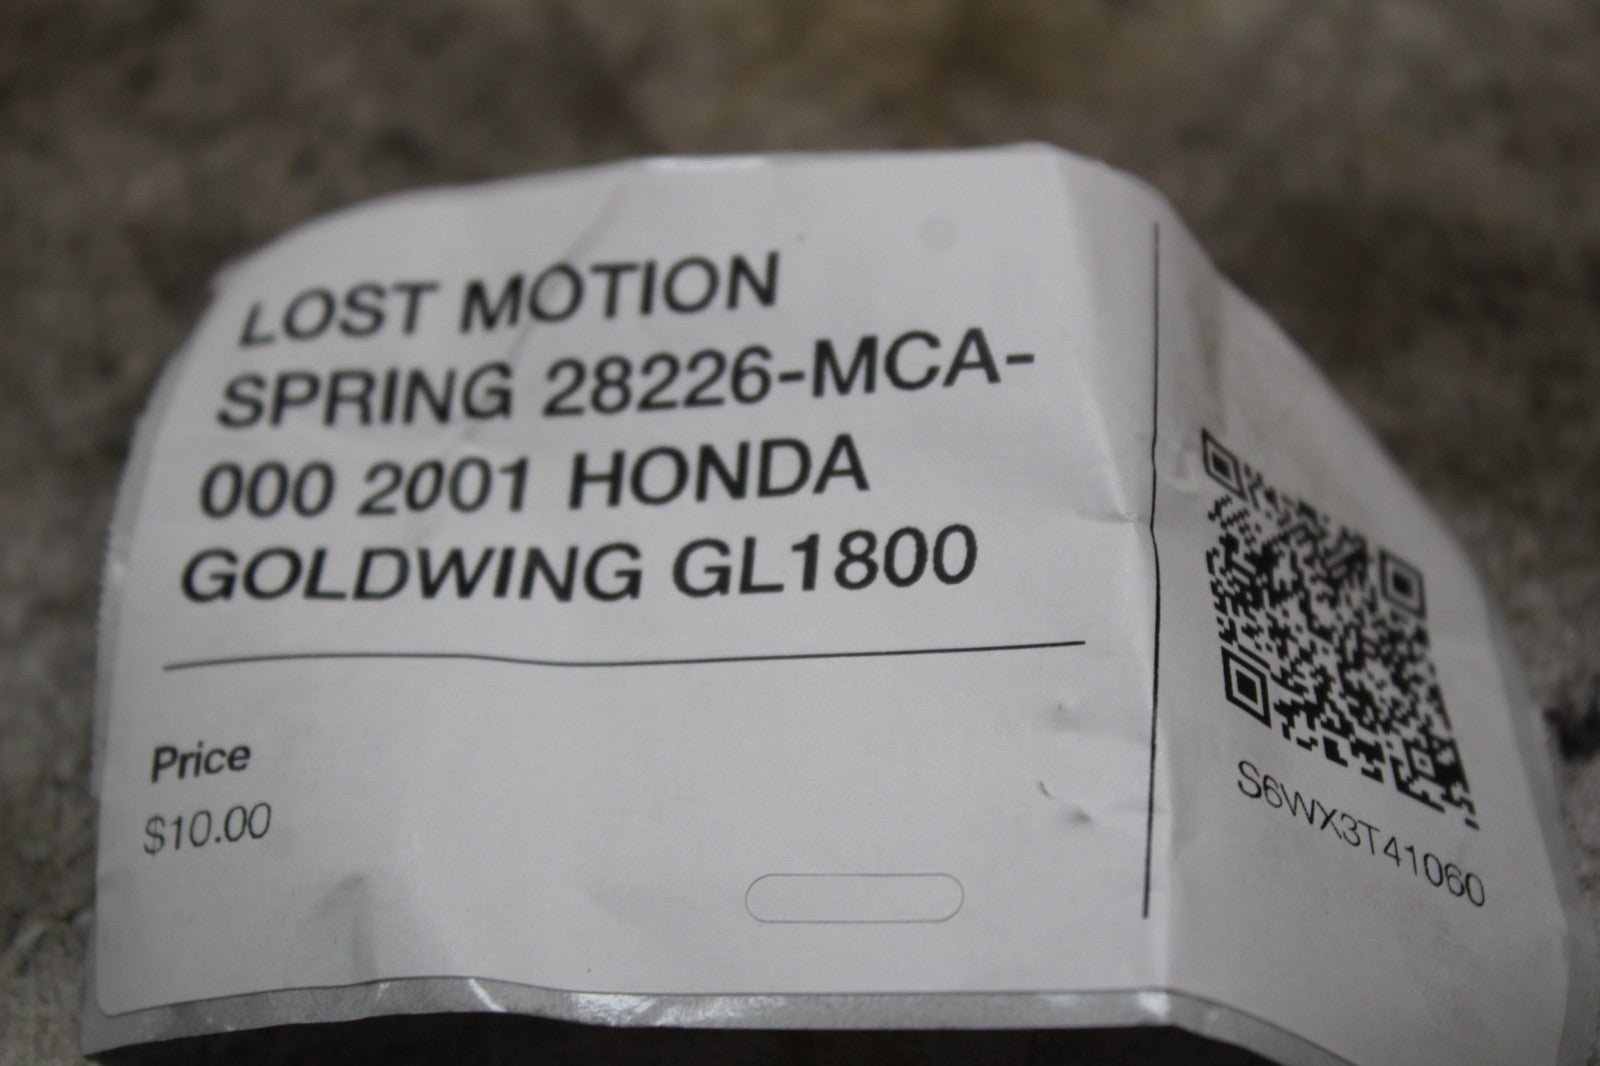 LOST MOTION
SPRING 28226-MCA-
000 2001 HONDA
GOLDWING GL1800
Price
$10.00
S6WX3T41060